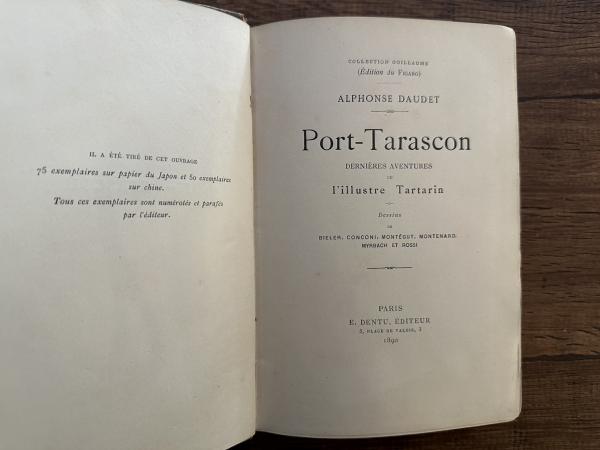 IL A ÉTÉ TIRÉ DE CET OUVRAGE
75 exemplaires sur papier du Japon et 50 exemplaires
sur chine.
Tous ces exemplaires sont numérotés et parafés
par l'éditeur.
COLLECTION GUILLAUME
(Édition du FIGARO)
ALPHONSE DAUDET
Port-Tarascon
DERNIÈRES AVENTURES
DE
l'illustre Tartarin
Dessins
DE
BIELER, CONCONI, MONTÉGUT, MONTENARD,
MYRBACH ET ROSSI
PARIS
E. DENTU, ÉDITEUR
3, PLACE DE VALOIS, 3
1890